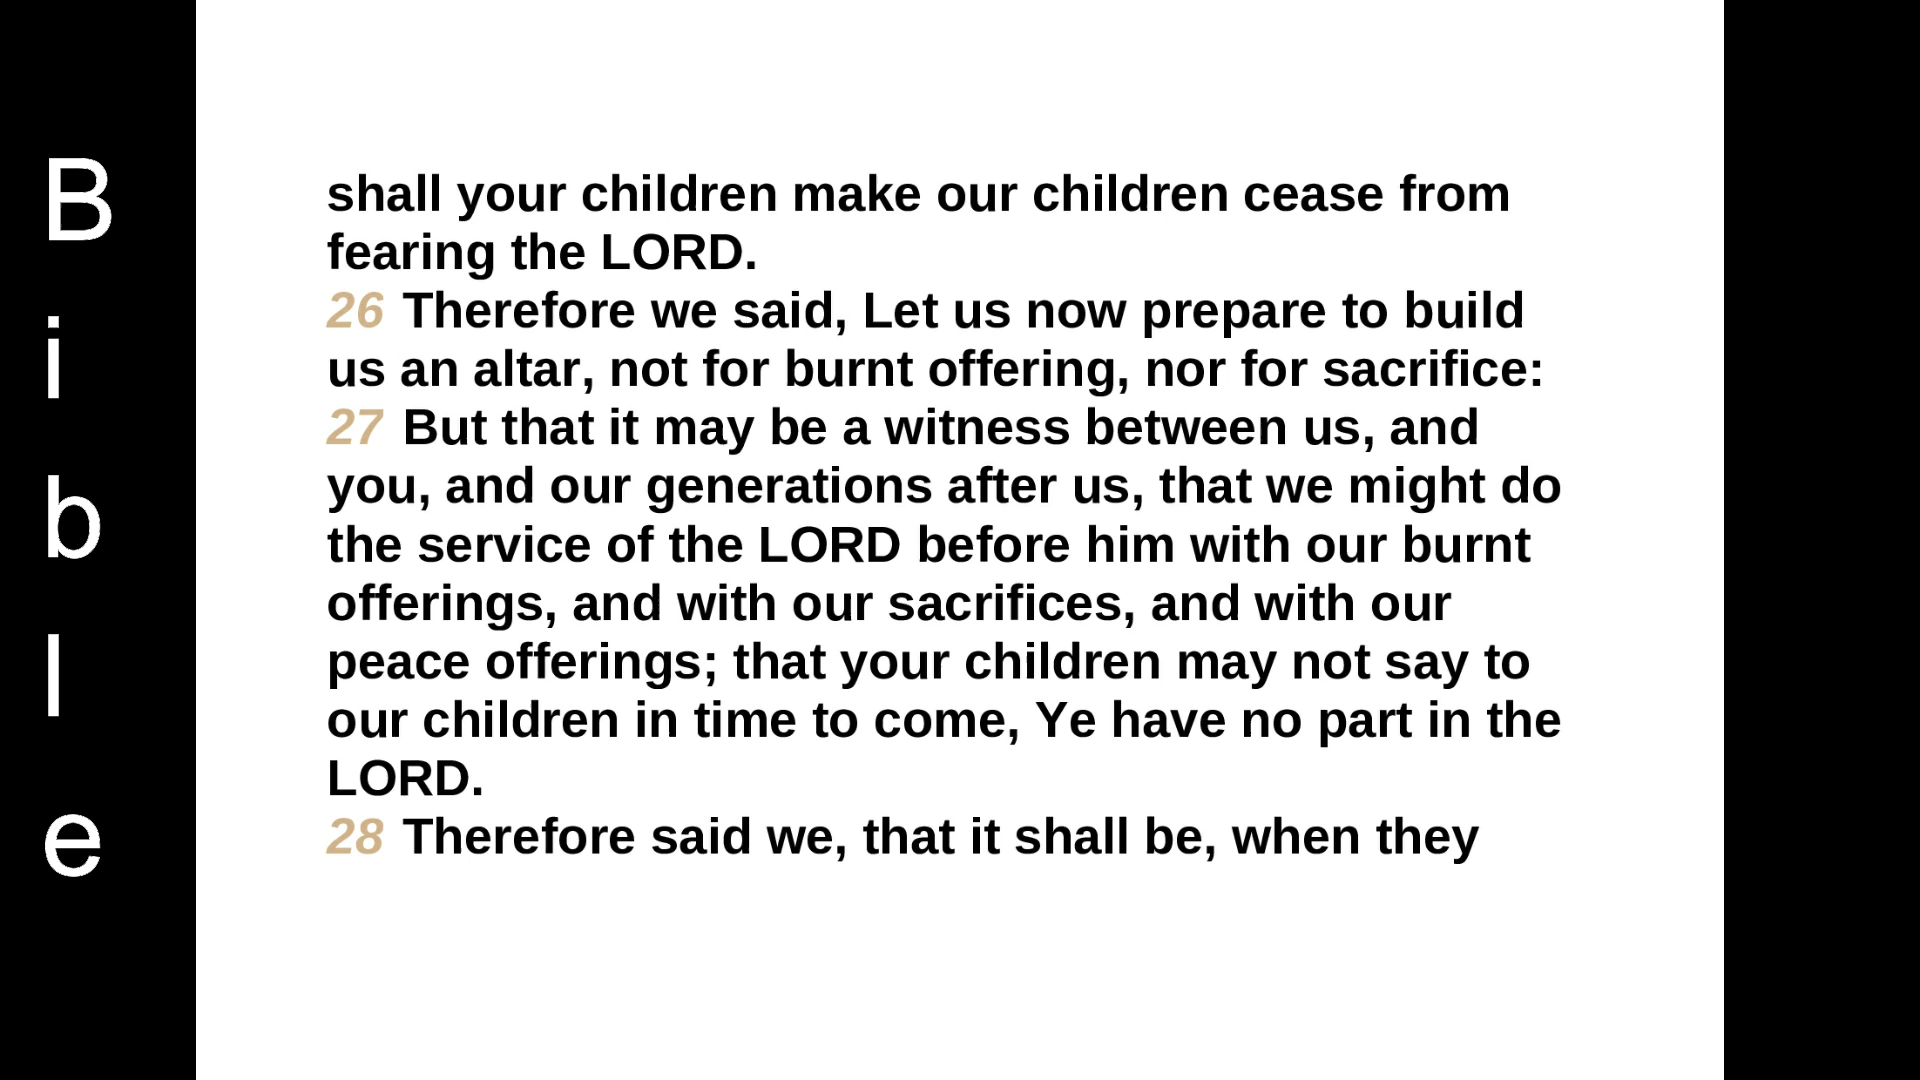 Bible
shall your children make our children cease from
fearing the LORD.
26 Therefore we said, Let us now prepare to build
us an altar, not for burnt offering, nor for sacrifice:
27 But that it may be a witness between us, and
you, and our generations after us, that we might do
the service of the LORD before him with our burnt
offerings, and with our sacrifices, and with our
peace offerings; that your children may not say to
our children in time to come, Ye have no part in the
LORD.
28 Therefore said we, that it shall be, when they